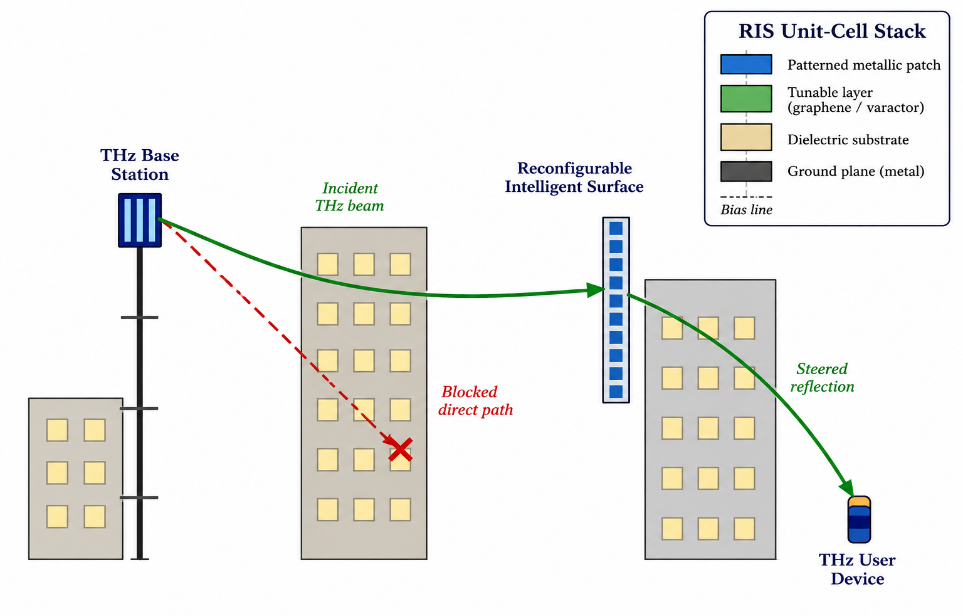 RIS Unit-Cell Stack
Patterned metallic patch
Tunable layer
(graphene / varactor)
Dielectric substrate
Ground plane (metal)
Bias line
THz Base
Station
Incident
THz beam
Reconfigurable
Intelligent Surface
Blocked
direct path
Steered
reflection
THz User
Device